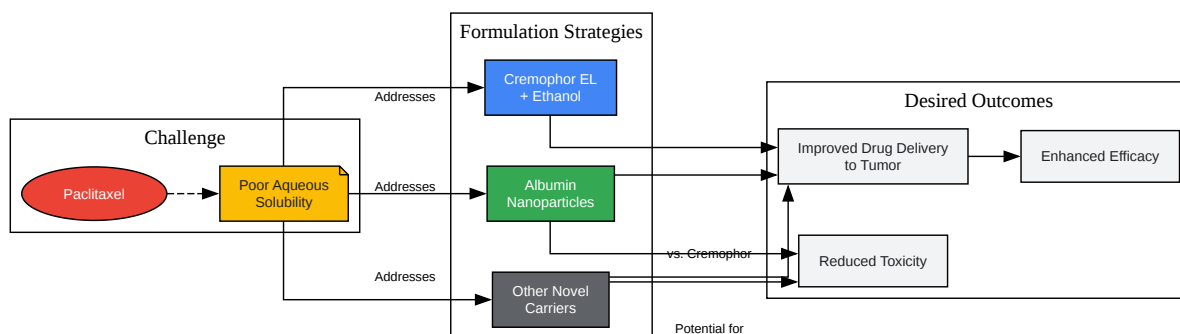 Formulation Strategies
Cremophor EL
+ Ethanol
Addresses
Desired Outcomes
Challenge
Improved Drug Delivery
to Tumor
Enhanced Efficacy
Paclitaxel
Poor Aqueous
Solubility
Addresses
Albumin
Nanoparticles
vs. Cremophor
Reduced Toxicity
Addresses
Other Novel
Carriers
Potential for